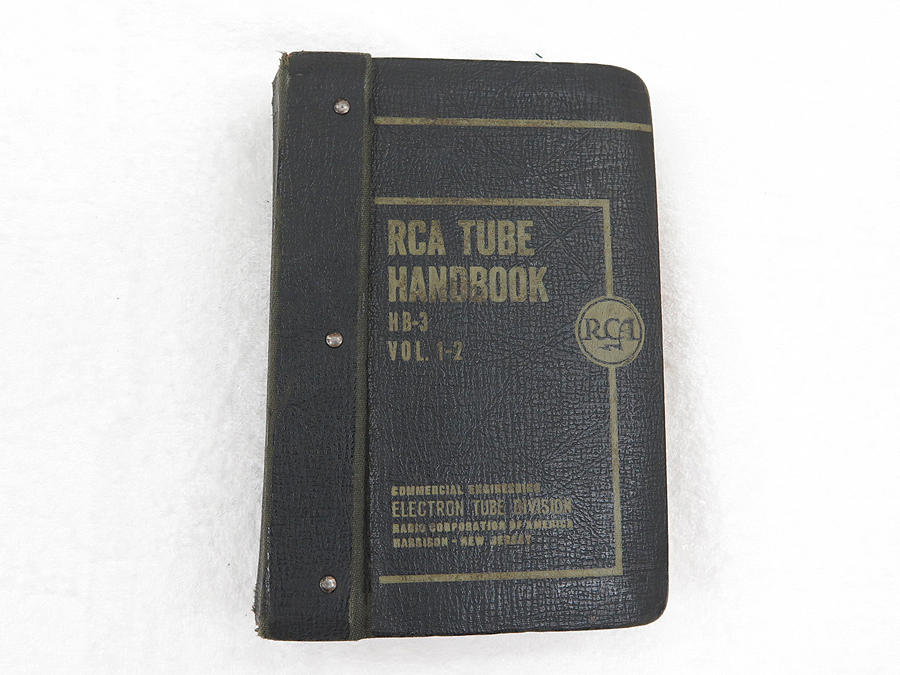 RCA TUBE
HANDBOOK
HB-3
VOL. 1-2
RCA
COMMERCIAL ENGINEERING
ELECTRON TUBE DIVISION
RADIO CORPORATION OF AMERICA
HARRISON - NEW JERSEY